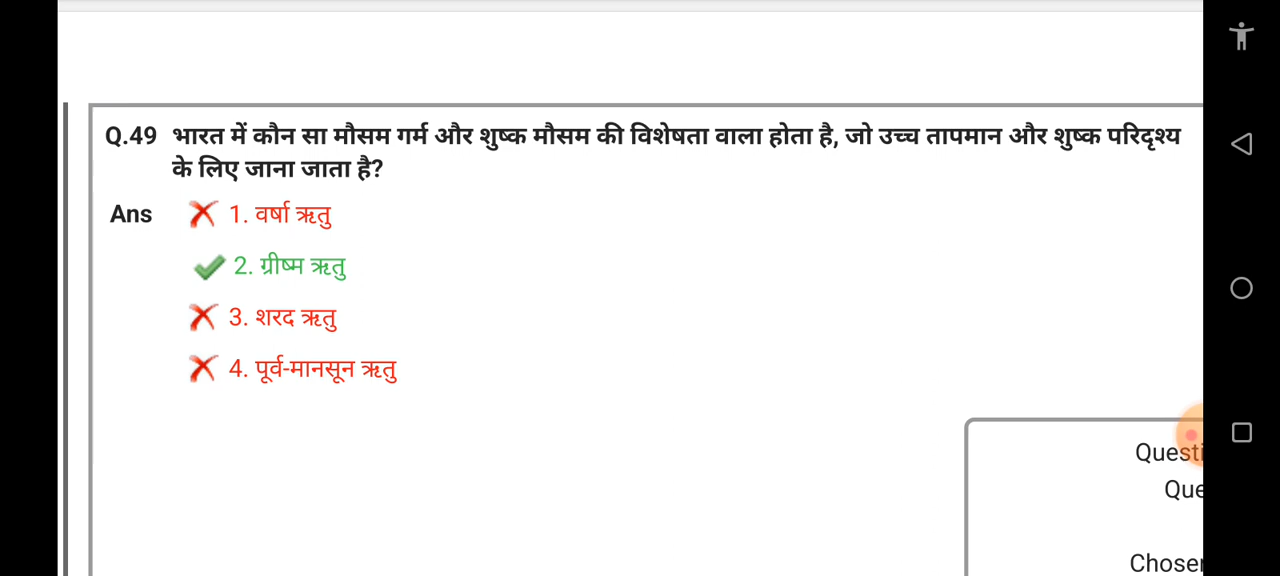 Q.49 भारत में कौन सा मौसम गर्म और शुष्क मौसम की विशेषता वाला होता है, जो उच्च तापमान और शुष्क परिदृश्य
के लिए जाना जाता है?
Ans 1. वर्षा ऋतु
2. ग्रीष्म ऋतु
3. शरद ऋतु
4. पूर्व-मानसून ऋतु